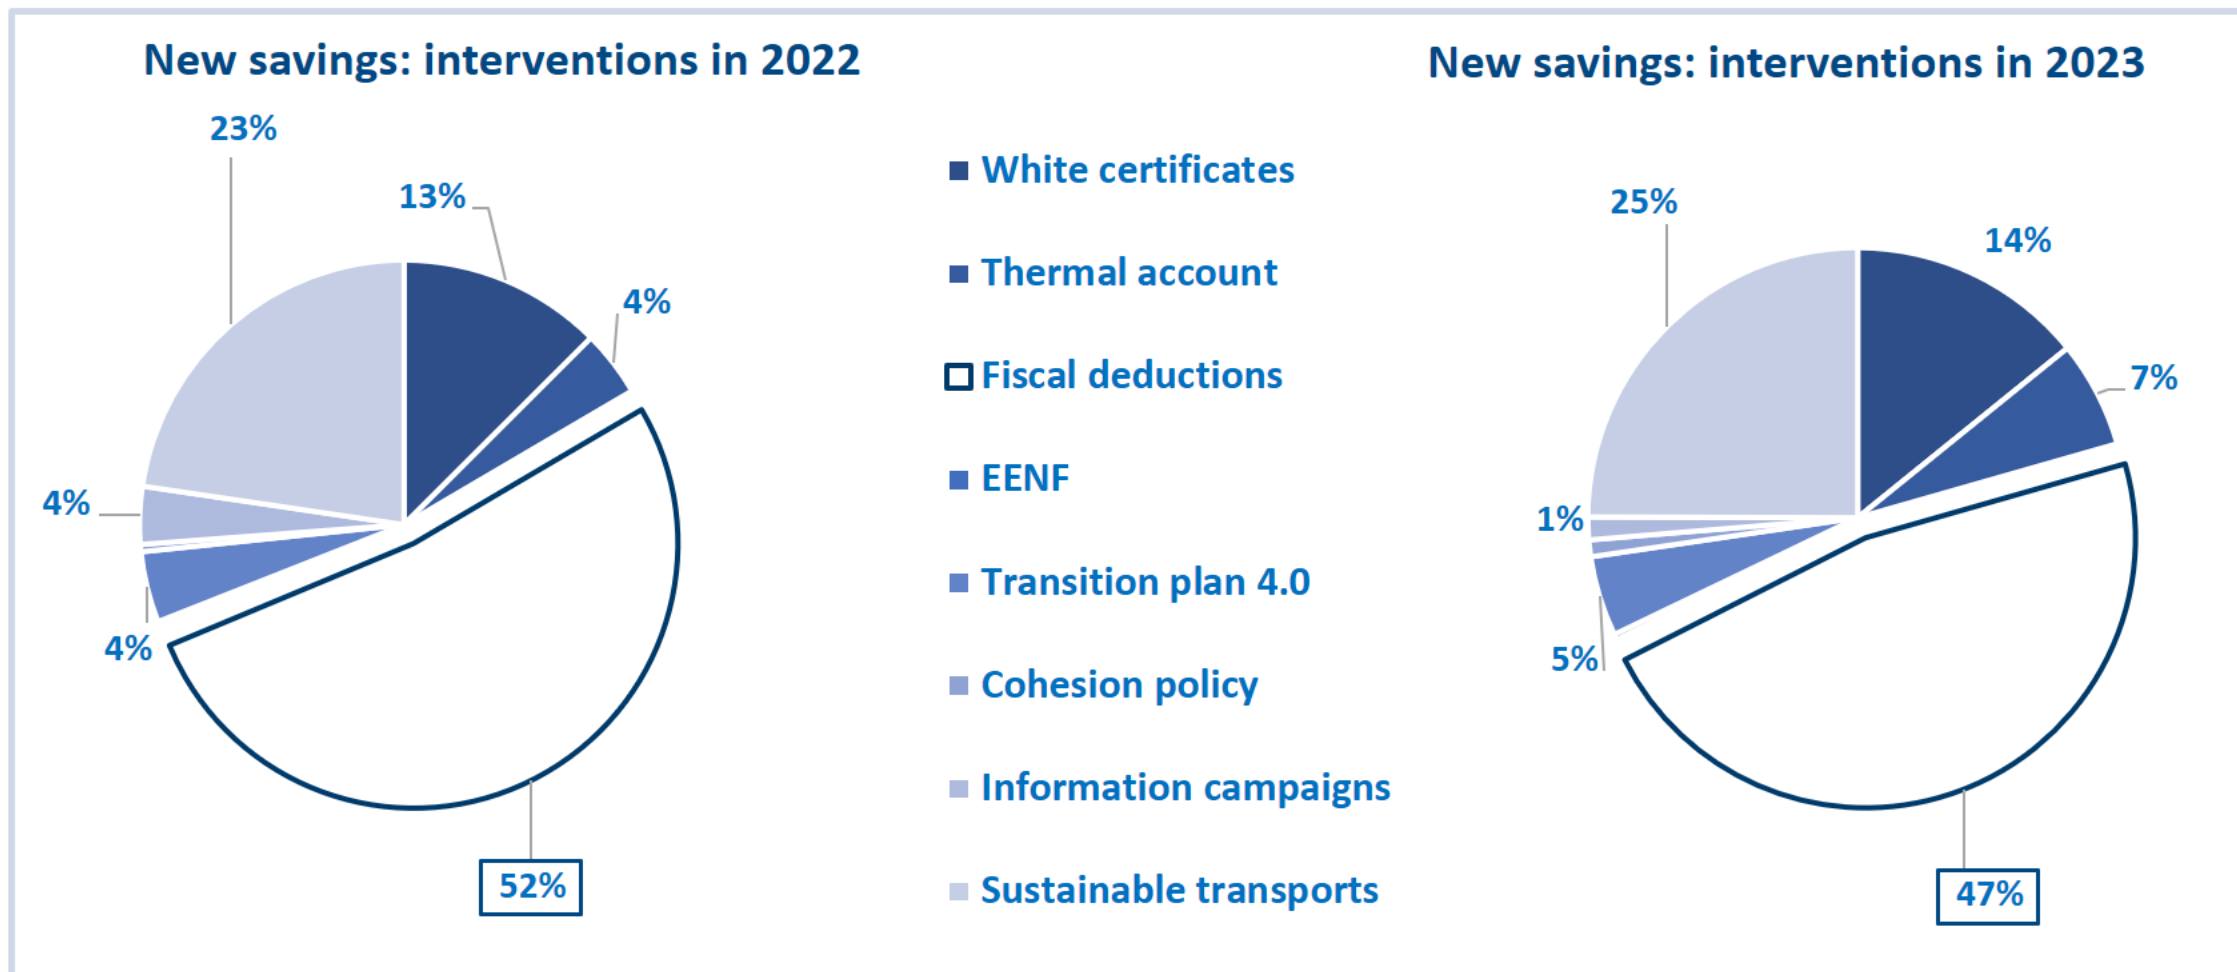 New savings: interventions in 2022
23%
13%
4%
4%
4%
52%
White certificates
Thermal account
Fiscal deductions
EENF
Transition plan 4.0
Cohesion policy
Information campaigns
Sustainable transports
New savings: interventions in 2023
25%
14%
7%
1%
5%
47%